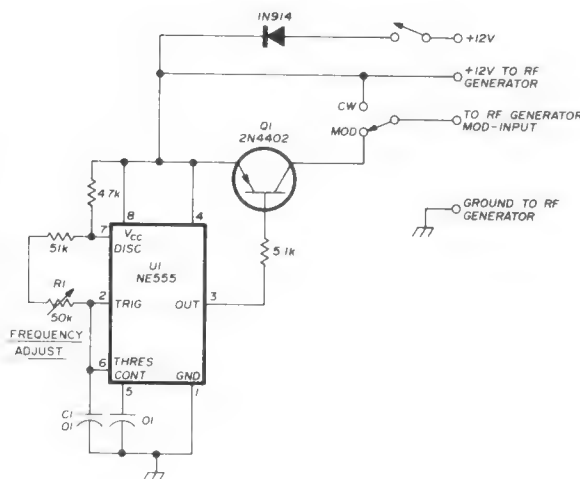 1N914
+12V
+12V TO RF
GENERATOR
CW
TO RF GENERATOR
MOD-INPUT
MOD
Q1
2N4402
GROUND TO RF
GENERATOR
4.7k
8
4
7
VCC
DISC
51k
5.1k
U1
NE555
R1
50k
2
TRIG
OUT
3
FREQUENCY
ADJUST
6
THRES
CONT
GND
5
1
C1
01
01